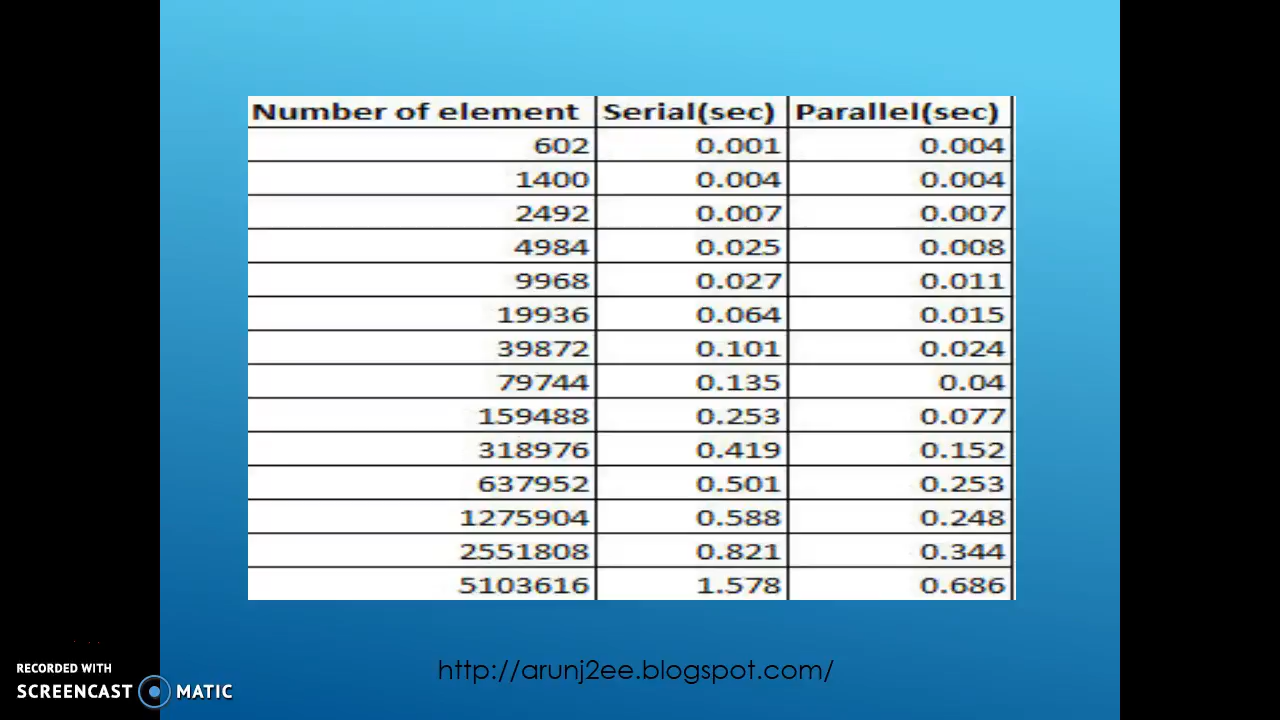 Number of element Serial(sec) Parallel(sec)
602 0.001 0.004
1400 0.004 0.004
2492 0.007 0.007
4984 0.025 0.008
9968 0.027 0.011
19936 0.064 0.015
39872 0.101 0.024
79744 0.135 0.04
159488 0.253 0.077
318976 0.419 0.152
637952 0.501 0.253
1275904 0.588 0.248
2551808 0.821 0.344
5103616 1.578 0.686
http://arunj2ee.blogspot.com/
RECORDED WITH
SCREENCAST MATIC